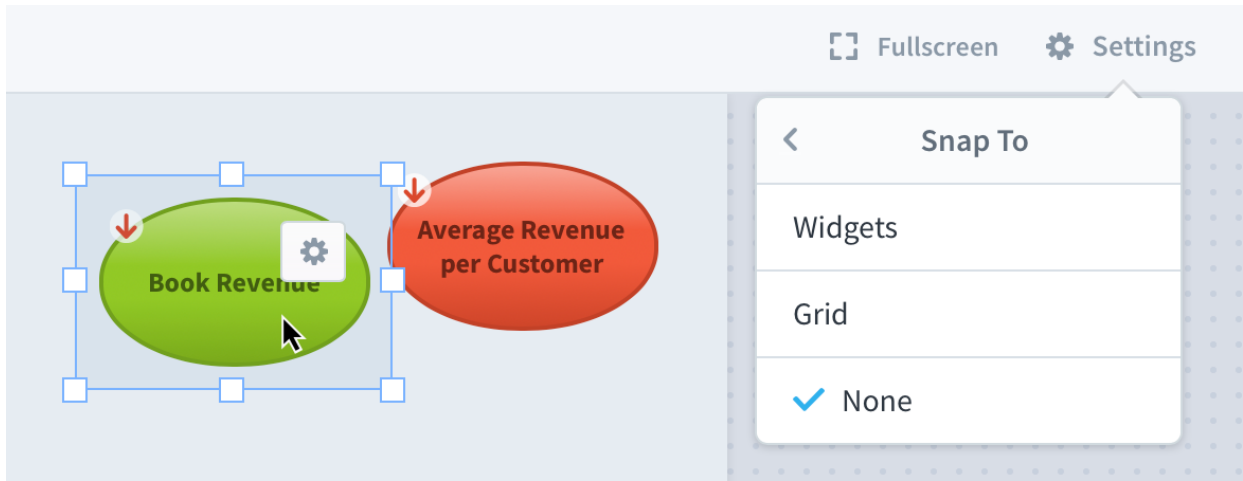 Fullscreen
Settings
Snap To
Widgets
Grid
None
Book Revenue
Average Revenue
per Customer